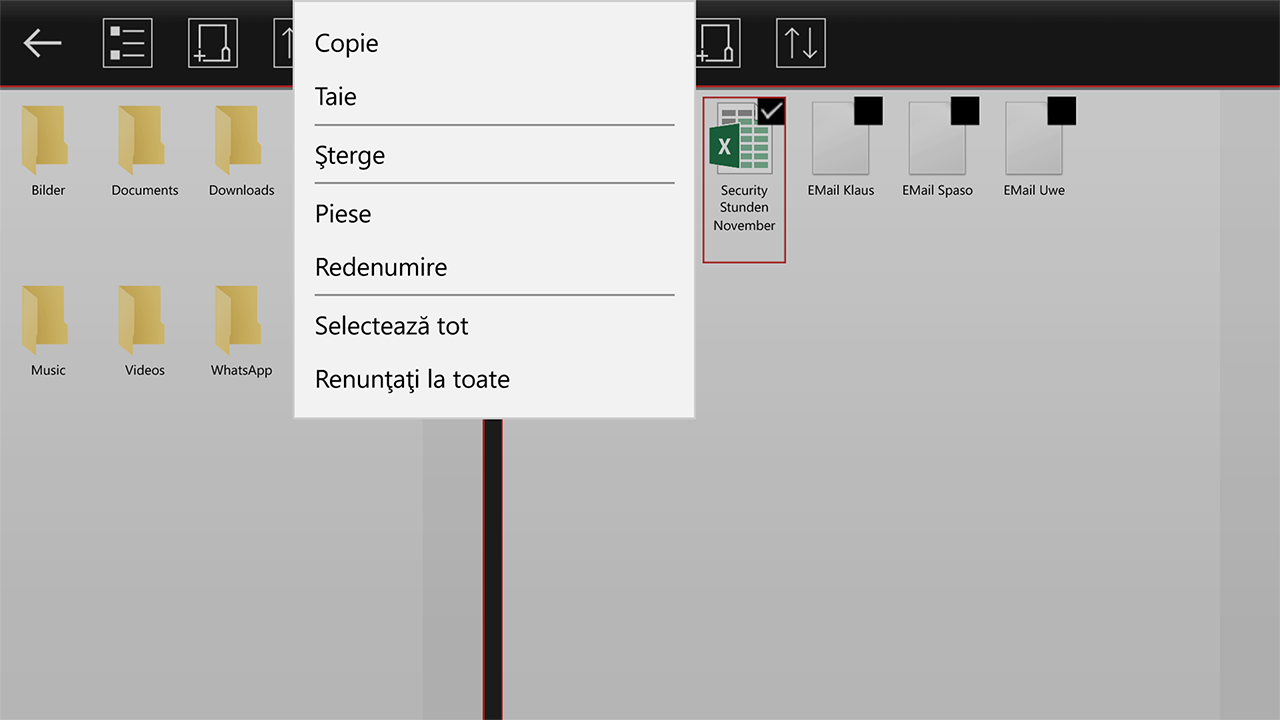 Copie
Taie
Şterge
Piese
Redenumire
Selectează tot
Renunţaţi la toate
Bilder
Documents
Downloads
Music
Videos
WhatsApp
X
Security
Stunden
November
EMail Klaus
EMail Spaso
EMail Uwe